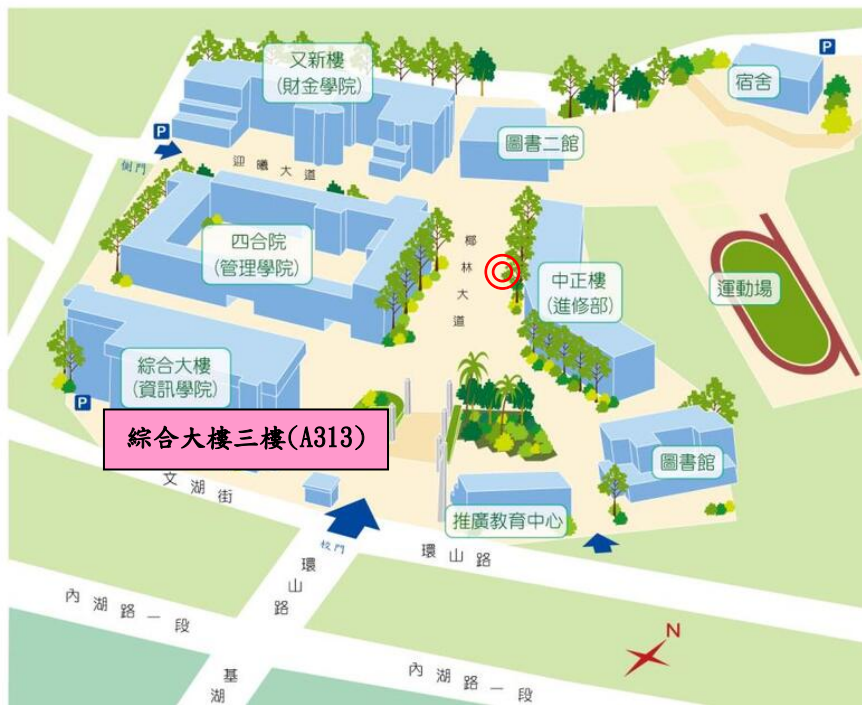 又新樓
(財金學院)
P
宿舍
P
圖書二館
側門
迎曦大道
四合院
(管理學院)
椰林大道
中正樓
(進修部)
運動場
綜合大樓
(資訊學院)
P
綜合大樓三樓(A313)
圖書館
文湖街
推廣教育中心
校門
環山路
環山路
內湖路一段
N
內湖路一段
基湖